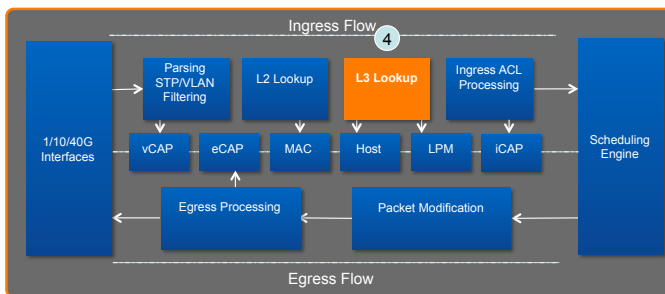 Ingress Flow
4
Parsing
STP/VLAN
Filtering
L2 Lookup
L3 Lookup
Ingress ACL
Processing
1/10/40G
Interfaces
vCAP
eCAP
MAC
Host
LPM
iCAP
Scheduling
Engine
Egress Processing
Packet Modification
Egress Flow